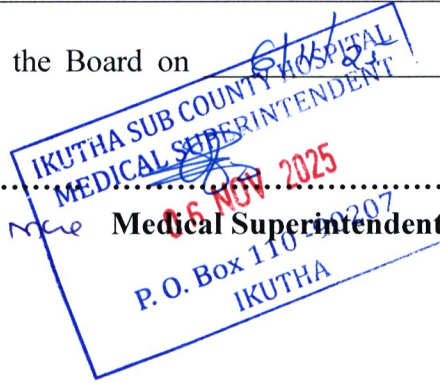 the Board on 6/11/25
IKUTHA SUB COUNTY HOSPITAL
MEDICAL SUPERINTENDENT
06 NOV 2025
Medical Superintendent
P. O. Box 110 - 90207
IKUTHA